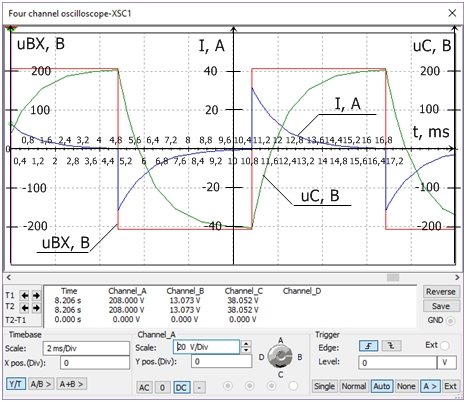 Four channel oscilloscope-XSC1
uBX, B
I, A
uC, B
200
40
200
100
20
100
I, A
t, ms
0,8 1,6 2,4 3,2 4 4,8 5,6 6,4 7,2 8 8,8 9,6 10,4 11,2 12 12,8 13,6 14,4 15,2 16 16,8
0
0,4 1,2 2 2,8 3,6 4,4 5,2 6 6,8 7,6 8,4 9,2 10 10,8 11,6 12,4 13,2 14 14,8 15,6 16,4 17,2
0
-100
-20
-100
uC, B
-200
-40
-200
uBX, B
Time Channel_A Channel_B Channel_C Channel_D
T1 8.206 s 208.000 V 13.073 V 38.052 V
T2 8.206 s 208.000 V 13.073 V 38.052 V
T2-T1 0.000 s 0.000 V 0.000 V 0.000 V
Reverse
Save
GND
Timebase
Scale: 2 ms/Div
X pos.(Div): 0
Y/T A/B > A+B >
Channel_A
Scale: 20 V/Div
Y pos.(Div): 0
AC 0 DC -
A
B
C
D
Trigger
Edge:
Ext
Level: 0 V
Single Normal Auto None A > Ext